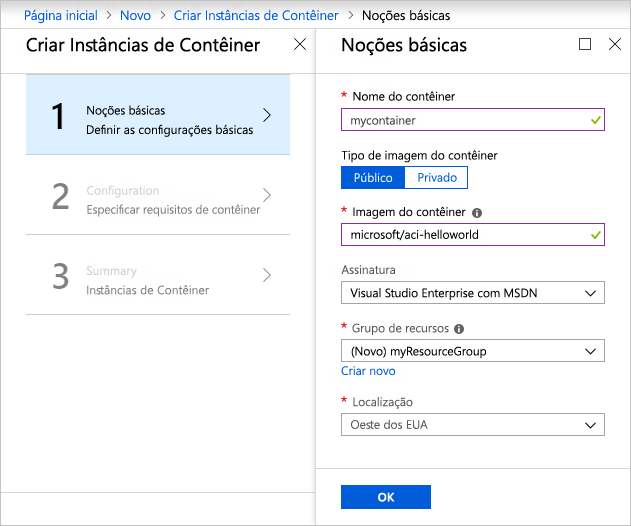 Página inicial > Novo > Criar Instâncias de Contêiner > Noções básicas
Criar Instâncias de Contêiner
1
Noções básicas
Definir as configurações básicas
2
Configuration
Especificar requisitos de contêiner
3
Summary
Instâncias de Contêiner
Noções básicas
* Nome do contêiner
mycontainer
Tipo de imagem do contêiner
Público Privado
* Imagem do contêiner
microsoft/aci-helloworld
Assinatura
Visual Studio Enterprise com MSDN
* Grupo de recursos
(Novo) myResourceGroup
Criar novo
* Localização
Oeste dos EUA
OK